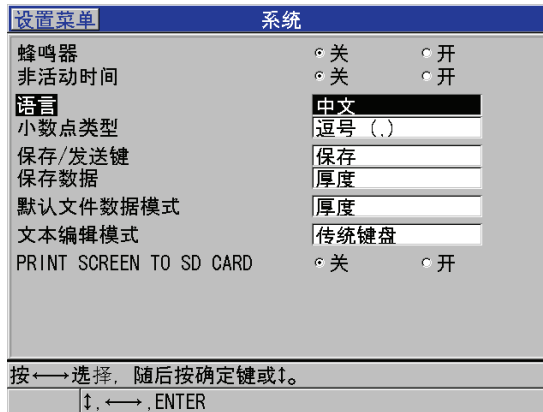 设置菜单 系统
蜂鸣器 关 开
非活动时间 关 开
语言 中文
小数点类型 逗号 (,)
保存/发送键 保存
保存数据 厚度
默认文件数据模式 厚度
文本编辑模式 传统键盘
PRINT SCREEN TO SD CARD 关 开
按←→选择, 随后按确定键或↕。
↕,←→,ENTER